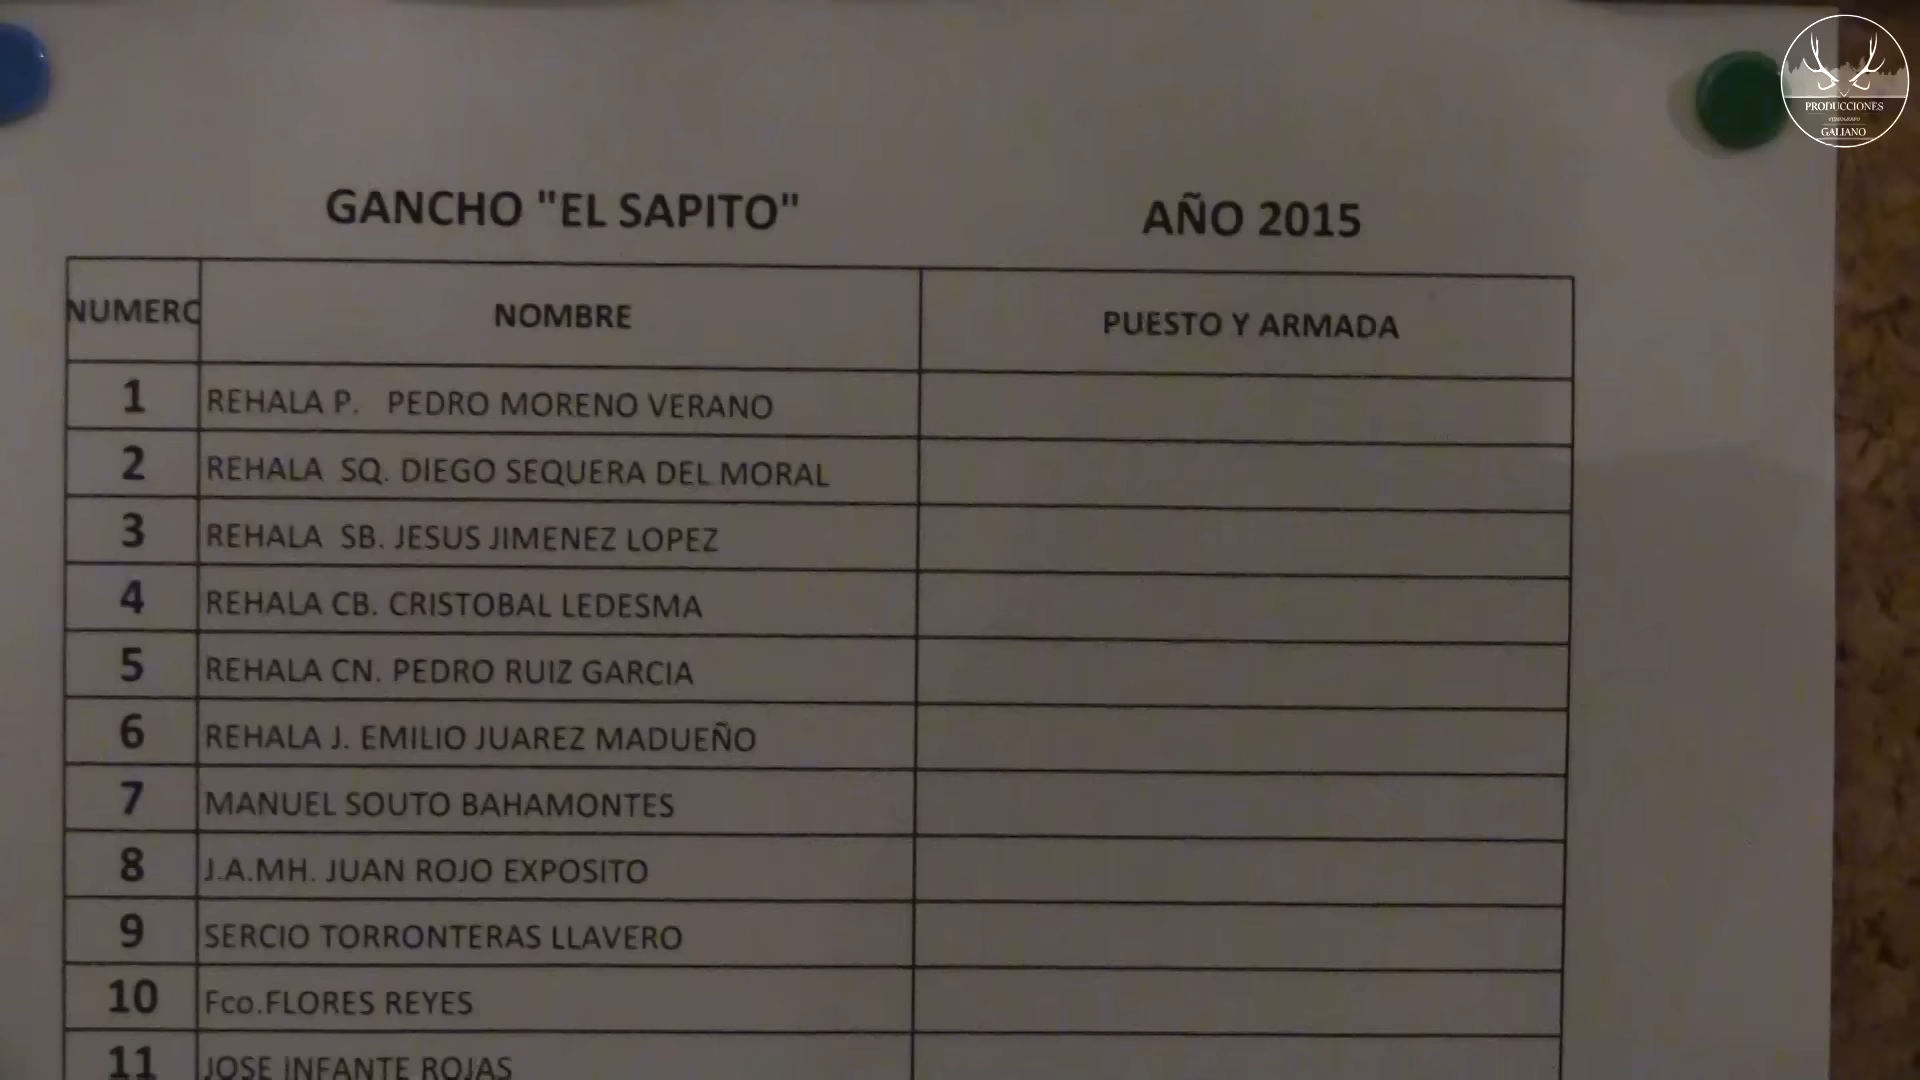 PRODUCCIONES
GALIANO
GANCHO "EL SAPITO" AÑO 2015
NUMERO NOMBRE PUESTO Y ARMADA
1 REHALA P. PEDRO MORENO VERANO
2 REHALA SQ. DIEGO SEQUERA DEL MORAL
3 REHALA SB. JESUS JIMENEZ LOPEZ
4 REHALA CB. CRISTOBAL LEDESMA
5 REHALA CN. PEDRO RUIZ GARCIA
6 REHALA J. EMILIO JUAREZ MADUEÑO
7 MANUEL SOUTO BAHAMONTES
8 J.A.MH. JUAN ROJO EXPOSITO
9 SERCIO TORRONTERAS LLAVERO
10 Fco.FLORES REYES
11 JOSE INFANTE ROJAS